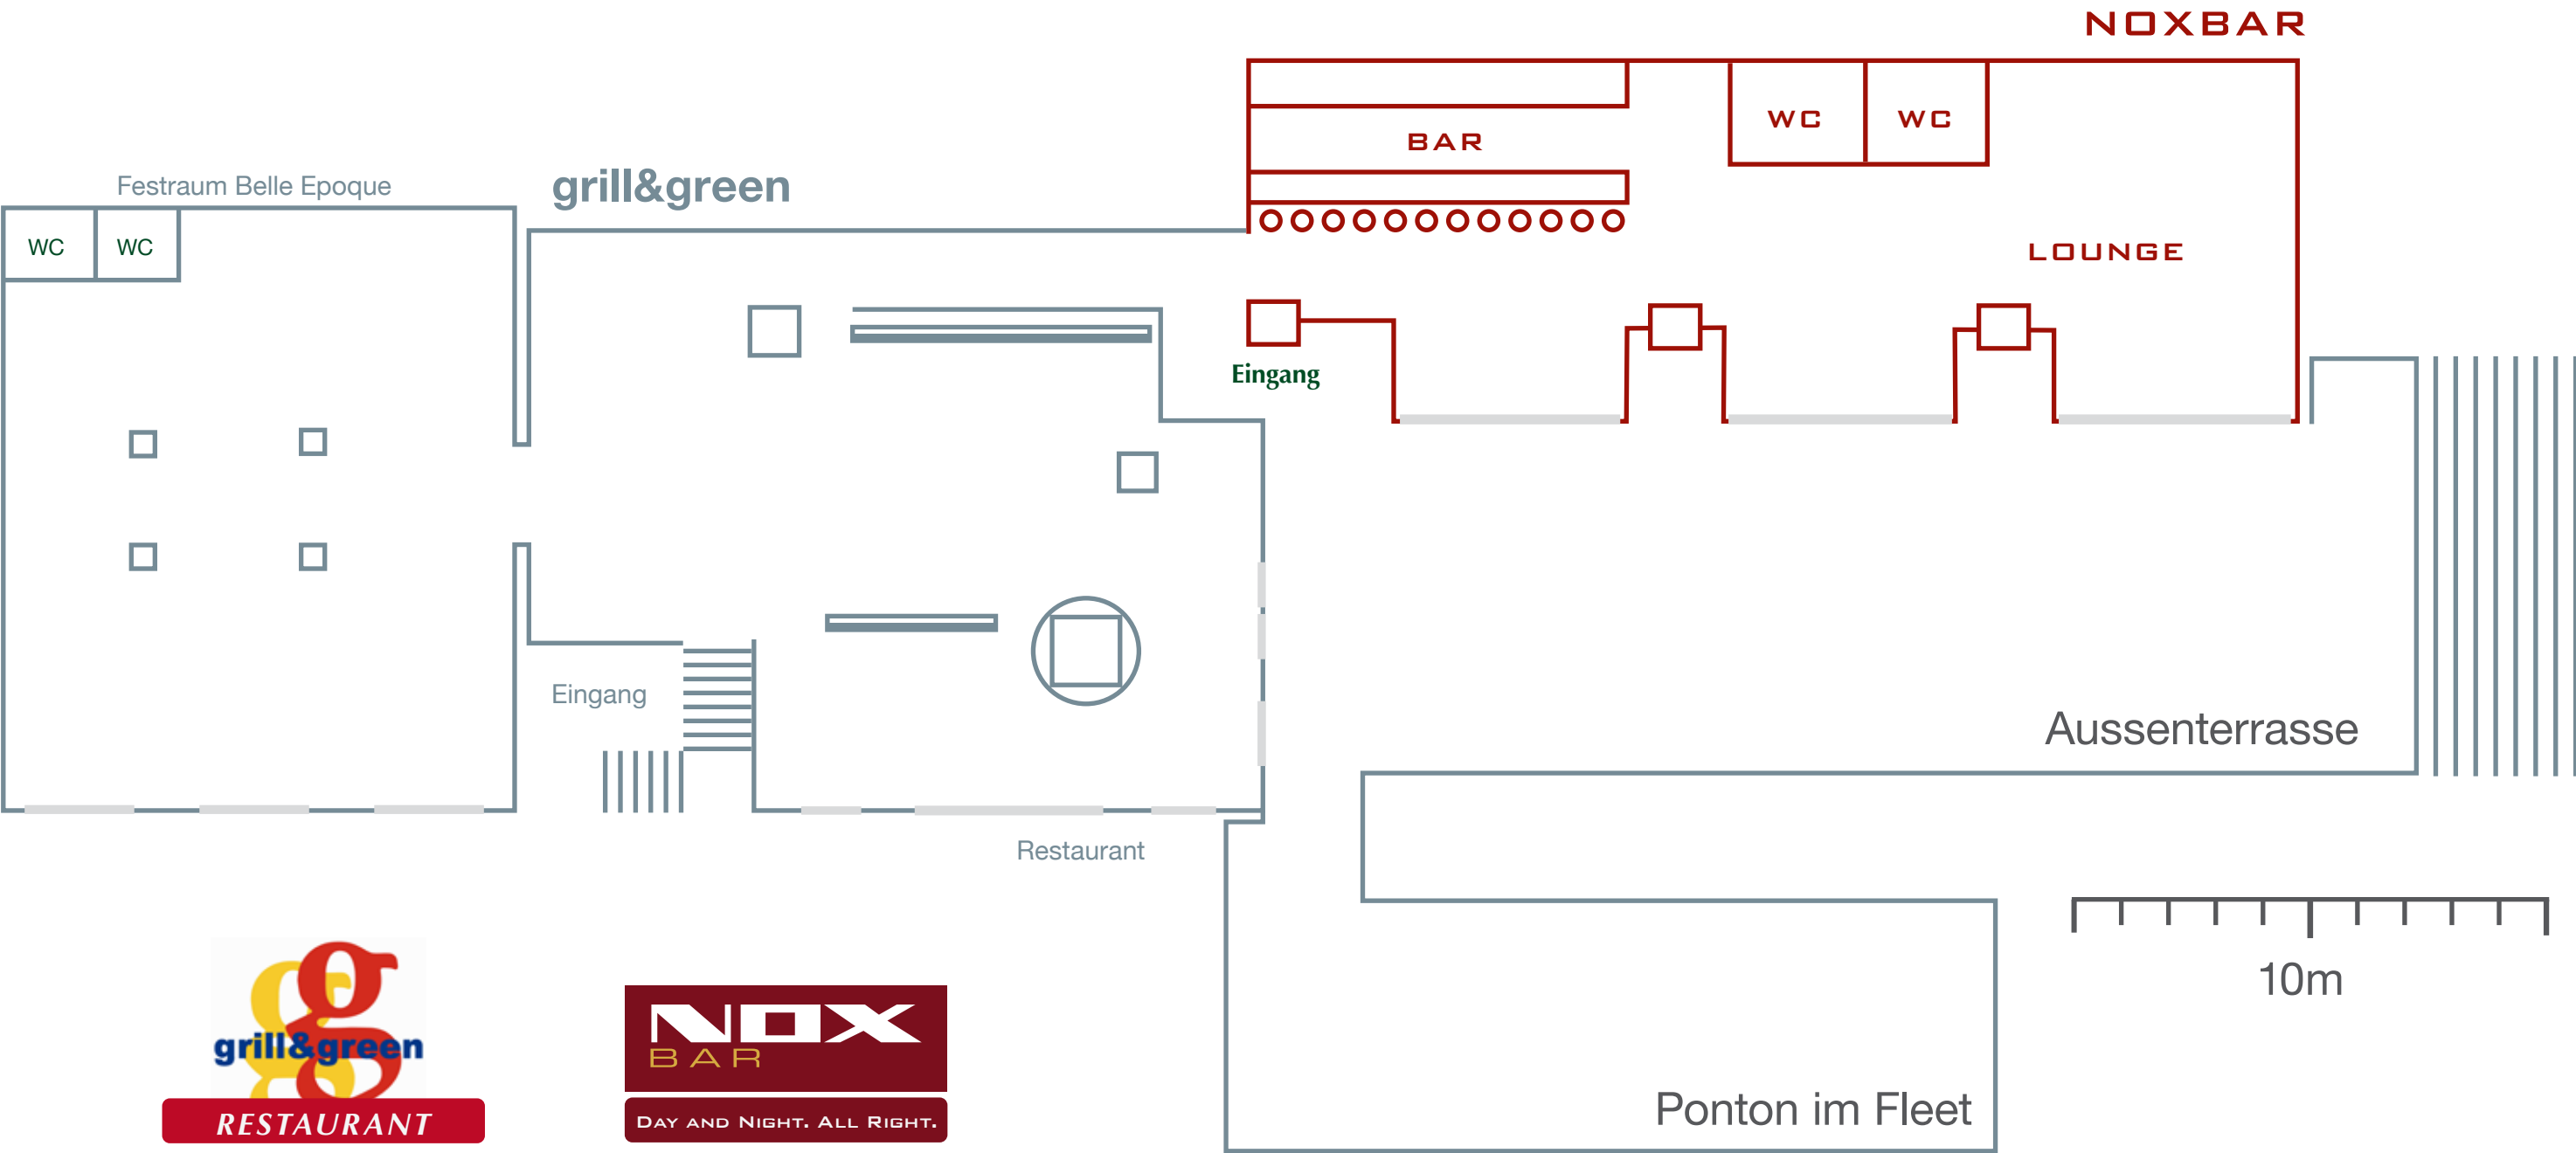 NOXBAR
BAR
WC
WC
Festraum Belle Epoque
grill&green
WC
WC
LOUNGE
Eingang
Eingang
Aussenterrasse
Restaurant
10m
grill&green
RESTAURANT
NOX
BAR
DAY AND NIGHT. ALL RIGHT.
Ponton im Fleet